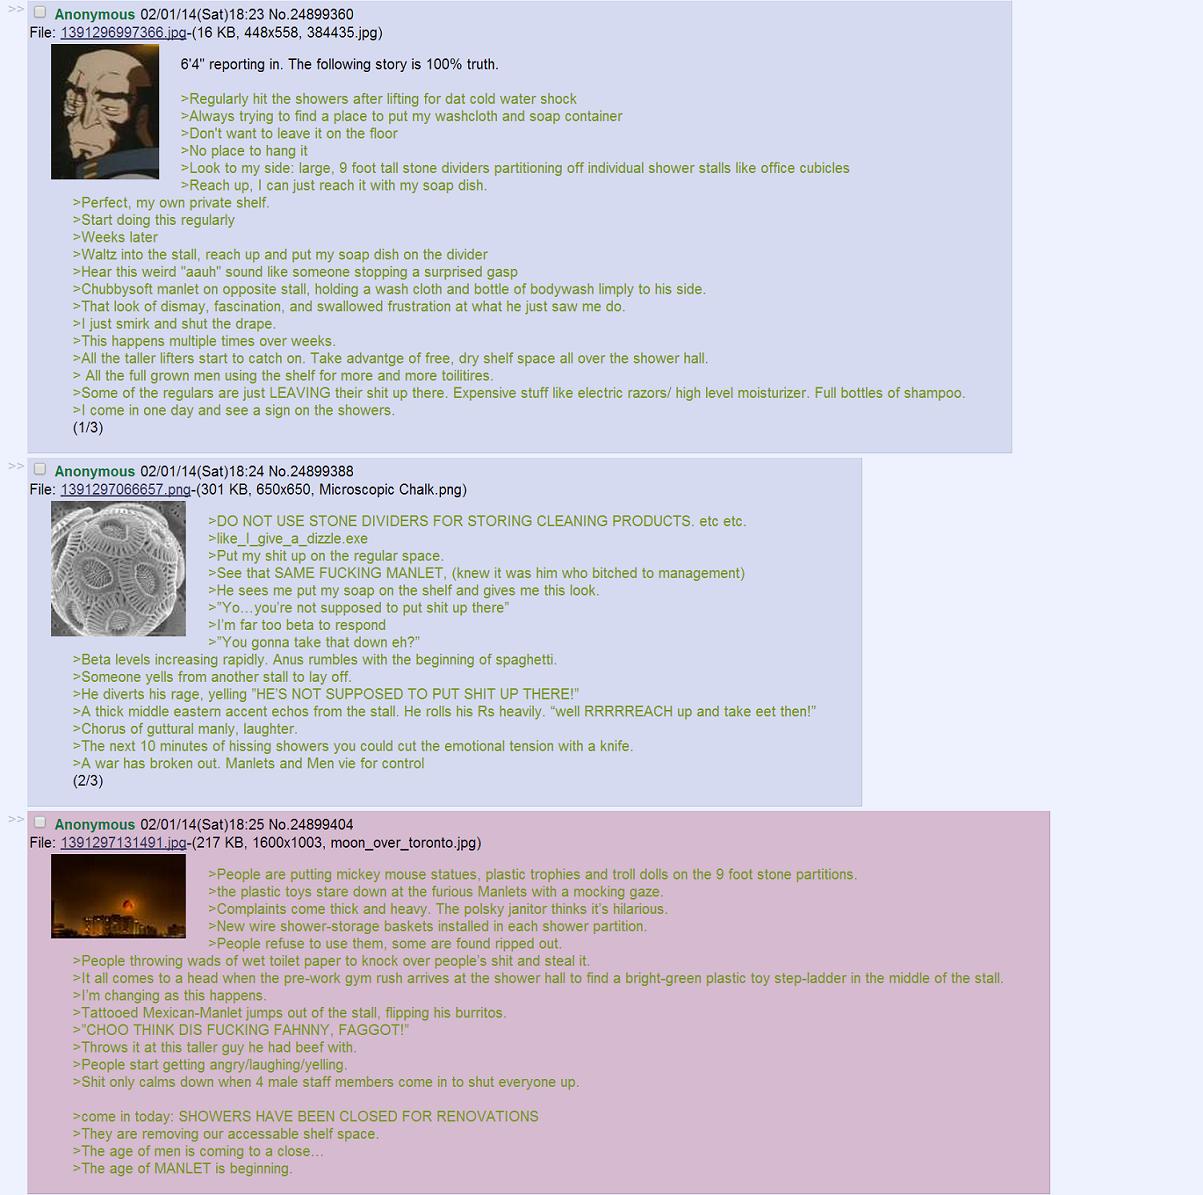 >> Anonymous 02/01/14(Sat)18:23 No.24899360
File: 1391296997366.jpg-(16 KB, 448x558, 384435.jpg)
6'4" reporting in. The following story is 100% truth.
>Regularly hit the showers after lifting for dat cold water shock
>Always trying to find a place to put my washcloth and soap container
>Don't want to leave it on the floor
>No place to hang it
>Look to my side: large, 9 foot tall stone dividers partitioning off individual shower stalls like office cubicles
>Reach up, I can just reach it with my soap dish.
>Perfect, my own private shelf.
>Start doing this regularly
>Weeks later
>Waltz into the stall, reach up and put my soap dish on the divider
>Hear this weird "aauh" sound like someone stopping a surprised gasp
>Chubbysoft manlet on opposite stall, holding a wash cloth and bottle of bodywash limply to his side.
>That look of dismay, fascination, and swallowed frustration at what he just saw me do.
>I just smirk and shut the drape.
>This happens multiple times over weeks.
>All the taller lifters start to catch on. Take advantge of free, dry shelf space all over the shower hall.
> All the full grown men using the shelf for more and more toilitires.
>Some of the regulars are just LEAVING their shit up there. Expensive stuff like electric razors/ high level moisturizer. Full bottles of shampoo.
>I come in one day and see a sign on the showers.
(1/3)
>> Anonymous 02/01/14(Sat)18:24 No.24899388
File: 1391297066657.png-(301 KB, 650x650, Microscopic Chalk.png)
>DO NOT USE STONE DIVIDERS FOR STORING CLEANING PRODUCTS. etc etc.
>like_I_give_a_dizzle.exe
>Put my shit up on the regular space.
>See that SAME FUCKING MANLET, (knew it was him who bitched to management)
>He sees me put my soap on the shelf and gives me this look.
>"Yo…you're not supposed to put shit up there"
>I'm far too beta to respond
>"You gonna take that down eh?"
>Beta levels increasing rapidly. Anus rumbles with the beginning of spaghetti.
>Someone yells from another stall to lay off.
>He diverts his rage, yelling "HE'S NOT SUPPOSED TO PUT SHIT UP THERE!"
>A thick middle eastern accent echos from the stall. He rolls his Rs heavily. "well RRRRREACH up and take eet then!"
>Chorus of guttural manly, laughter.
>The next 10 minutes of hissing showers you could cut the emotional tension with a knife.
>A war has broken out. Manlets and Men vie for control
(2/3)
>> Anonymous 02/01/14(Sat)18:25 No.24899404
File: 1391297131491.jpg-(217 KB, 1600x1003, moon_over_toronto.jpg)
>People are putting mickey mouse statues, plastic trophies and troll dolls on the 9 foot stone partitions.
>the plastic toys stare down at the furious Manlets with a mocking gaze.
>Complaints come thick and heavy. The polsky janitor thinks it's hilarious.
>New wire shower-storage baskets installed in each shower partition.
>People refuse to use them, some are found ripped out.
>People throwing wads of wet toilet paper to knock over people's shit and steal it.
>It all comes to a head when the pre-work gym rush arrives at the shower hall to find a bright-green plastic toy step-ladder in the middle of the stall.
>I'm changing as this happens.
>Tattooed Mexican-Manlet jumps out of the stall, flipping his burritos.
>"CHOO THINK DIS FUCKING FAHNNY, FAGGOT!"
>Throws it at this taller guy he had beef with.
>People start getting angry/laughing/yelling.
>Shit only calms down when 4 male staff members come in to shut everyone up.
>come in today: SHOWERS HAVE BEEN CLOSED FOR RENOVATIONS
>They are removing our accessable shelf space.
>The age of men is coming to a close…
>The age of MANLET is beginning.